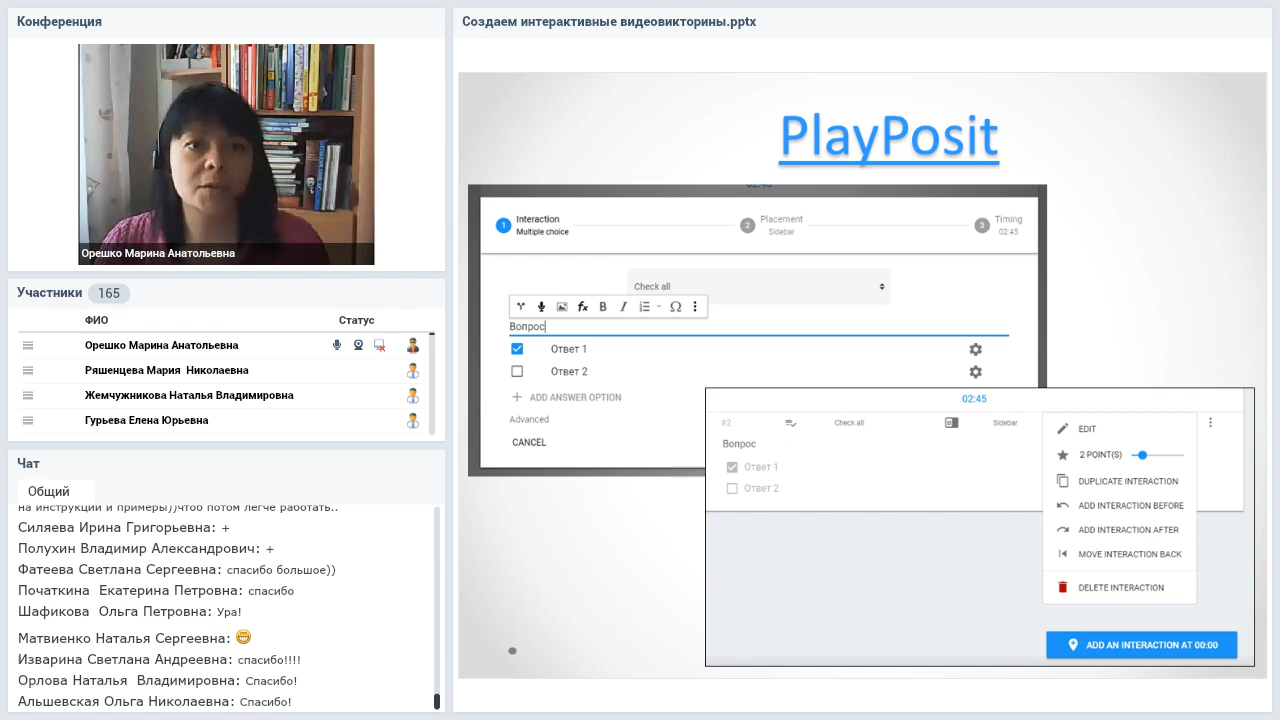 Конференция
Орешко Марина Анатольевна
Участники 165
ФИО Статус
Орешко Марина Анатольевна
Ряшенцева Мария Николаевна
Жемчужникова Наталья Владимировна
Гурьева Елена Юрьевна
Чат
Общий
на инструкции и примеры))чтоб потом легче работать..
Силяева Ирина Григорьевна: +
Полухин Владимир Александрович: +
Фатеева Светлана Сергеевна: спасибо большое))
Початкина Екатерина Петровна: спасибо
Шафикова Ольга Петровна: Ура!
Матвиенко Наталья Сергеевна: 😁
Изварина Светлана Андреевна: спасибо!!!!
Орлова Наталья Владимировна: Спасибо!
Альшевская Ольга Николаевна: Спасибо!
Создаем интерактивные видеовикторины.pptx
PlayPosit
02:45
1 Interaction 2 Placement 3 Timing
Multiple choice Sidebar 02:45
Check all
fx B I Ω
Вопрос
Ответ 1
Ответ 2
+ ADD ANSWER OPTION
Advanced
CANCEL
02:45
#2 Check all Sidebar
Вопрос
Ответ 1
Ответ 2
EDIT
2 POINT(S)
DUPLICATE INTERACTION
ADD INTERACTION BEFORE
ADD INTERACTION AFTER
MOVE INTERACTION BACK
DELETE INTERACTION
ADD AN INTERACTION AT 00:00